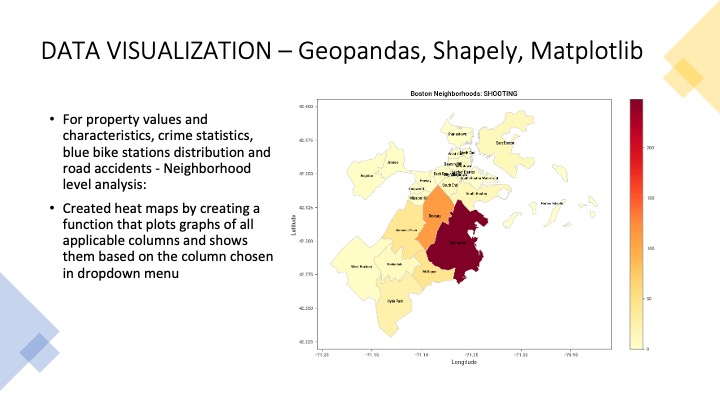 DATA VISUALIZATION – Geopandas, Shapely, Matplotlib
• For property values and
characteristics, crime statistics,
blue bike stations distribution and
road accidents - Neighborhood
level analysis:
• Created heat maps by creating a
function that plots graphs of all
applicable columns and shows
them based on the column chosen
in dropdown menu
Boston Neighborhoods: SHOOTING
Latitude
42.400
42.375
42.350
42.325
42.300
42.275
42.250
42.225
Charlestown
East Boston
Allston
Brighton
Fenway
South End
South Boston Waterfront
South Boston
Longwood
Mission Hill
Roxbury
Jamaica Plain
Harbor Islands
West Roxbury
Roslindale
Mattapan
Hyde Park
-71.20
-71.15
-71.10
-71.05
-71.00
-70.95
Longitude
200
150
100
50
0